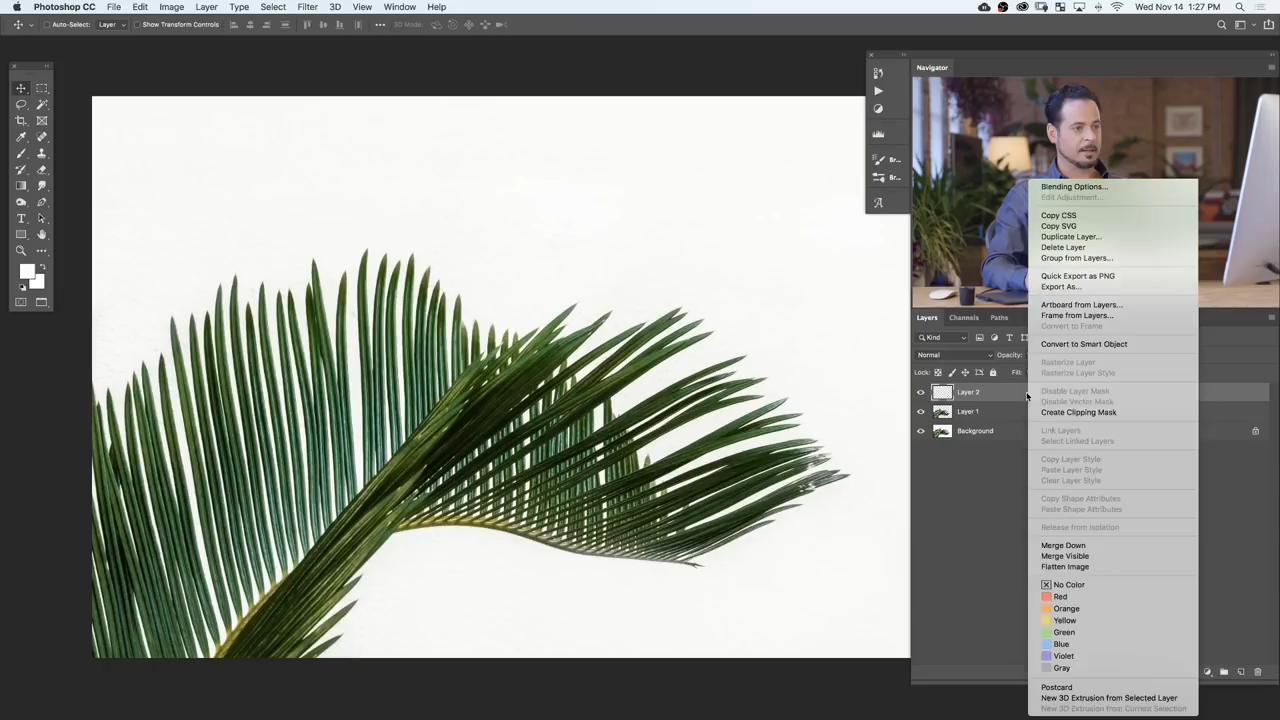 Photoshop CC File Edit Image Layer Type Select Filter 3D View Window Help Wed Nov 14 1:27 PM
Auto-Select: Layer Show Transform Controls 3D Mode:
Navigator
Br...
Br...
Blending Options...
Edit Adjustment...
Copy CSS
Copy SVG
Duplicate Layer...
Delete Layer
Group from Layers...
Quick Export as PNG
Export As...
Artboard from Layers...
Frame from Layers...
Convert to Frame
Convert to Smart Object
Rasterize Layer
Rasterize Layer Style
Disable Layer Mask
Disable Vector Mask
Create Clipping Mask
Link Layers
Select Linked Layers
Copy Layer Style
Paste Layer Style
Clear Layer Style
Copy Shape Attributes
Paste Shape Attributes
Release from Isolation
Merge Down
Merge Visible
Flatten Image
No Color
Red
Orange
Yellow
Green
Blue
Violet
Gray
Postcard
New 3D Extrusion from Selected Layer
New 3D Extrusion from Current Selection
Layers Channels Paths
Kind
Normal Opacity:
Lock: Fill:
Layer 2
Layer 1
Background